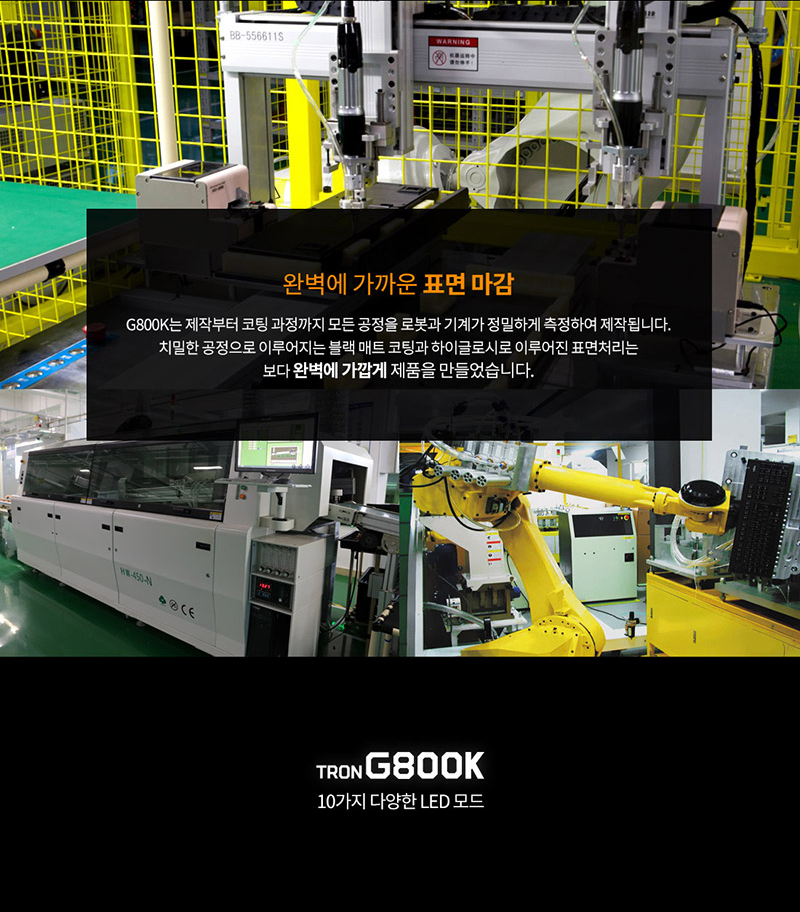 BB-556611S
WARNING
완벽에 가까운 표면 마감
G800K는 제작부터 코팅 과정까지 모든 공정을 로봇과 기계가 정밀하게 측정하여 제작됩니다.
치밀한 공정으로 이루어지는 블랙 매트 코팅과 하이글로시로 이루어진 표면처리는
보다 완벽에 가깝게 제품을 만들었습니다.
HW-450-N
CE
TRON G800K
10가지 다양한 LED 모드